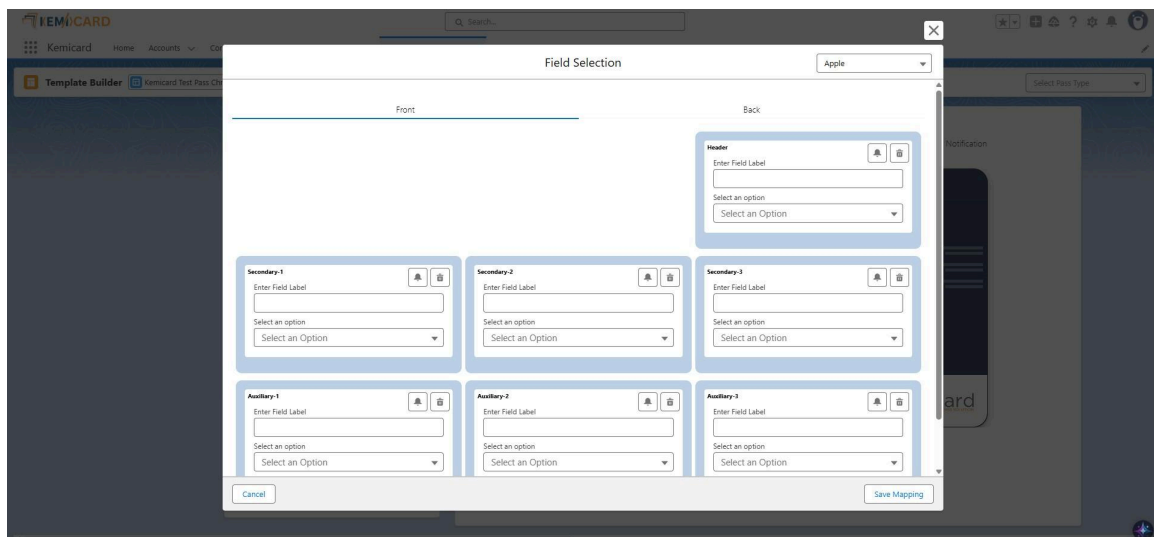 KEMICARD
Search...
Kemicard Home Accounts
Field Selection
Apple
Template Builder Kemicard Test Pass
Select Pass Type
Front Back
Notification
Header
Enter Field Label
Select an option
Select an Option
Secondary-1 Secondary-2 Secondary-3
Enter Field Label Enter Field Label Enter Field Label
Select an option Select an option Select an option
Select an Option Select an Option Select an Option
Auxiliary-1 Auxiliary-2 Auxiliary-3
Enter Field Label Enter Field Label Enter Field Label
ard
Select an option Select an option Select an option
Select an Option Select an Option Select an Option
Cancel Save Mapping